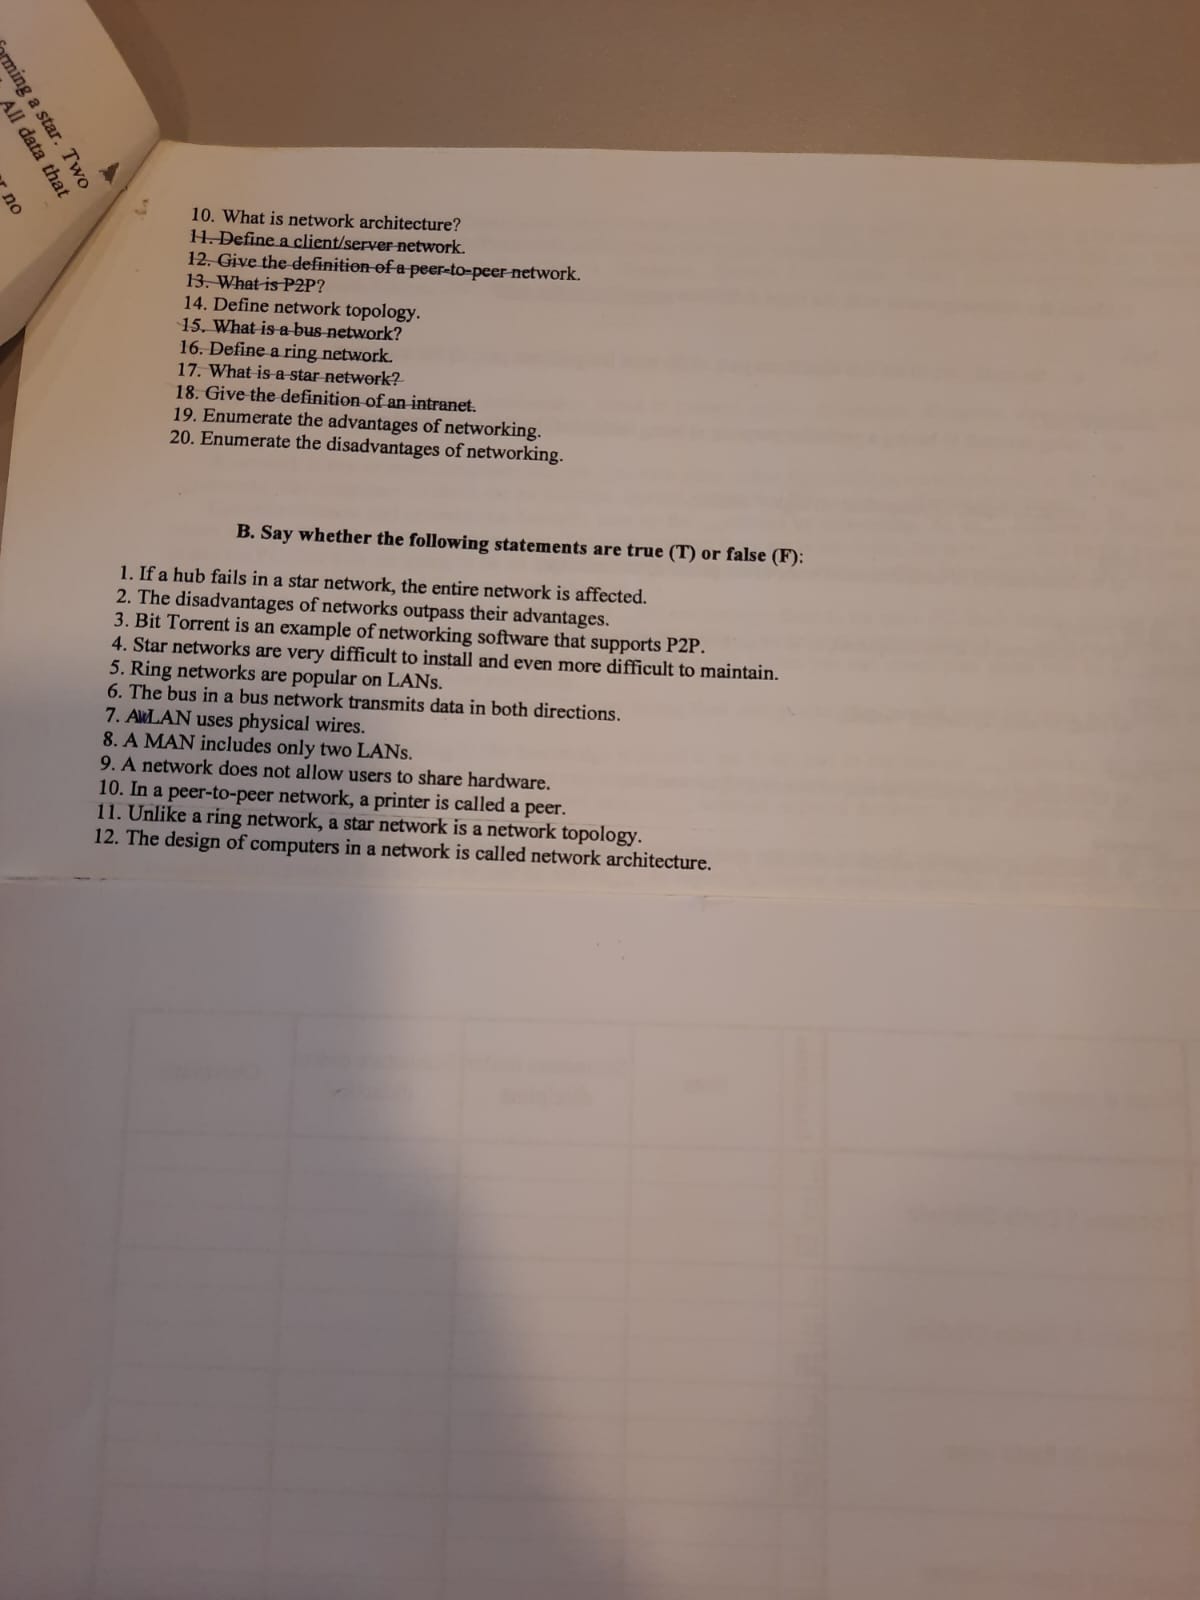 forming a star. Two
All data that
no
10. What is network architecture?
11. Define a client/server network.
12. Give the definition of a peer-to-peer network.
13. What is P2P?
14. Define network topology.
15. What is a bus network?
16. Define a ring network.
17. What is a star network?
18. Give the definition of an intranet.
19. Enumerate the advantages of networking.
20. Enumerate the disadvantages of networking.
B. Say whether the following statements are true (T) or false (F):
1. If a hub fails in a star network, the entire network is affected.
2. The disadvantages of networks outpass their advantages.
3. Bit Torrent is an example of networking software that supports P2P.
4. Star networks are very difficult to install and even more difficult to maintain.
5. Ring networks are popular on LANs.
6. The bus in a bus network transmits data in both directions.
7. A WLAN uses physical wires.
8. A MAN includes only two LANs.
9. A network does not allow users to share hardware.
10. In a peer-to-peer network, a printer is called a peer.
11. Unlike a ring network, a star network is a network topology.
12. The design of computers in a network is called network architecture.